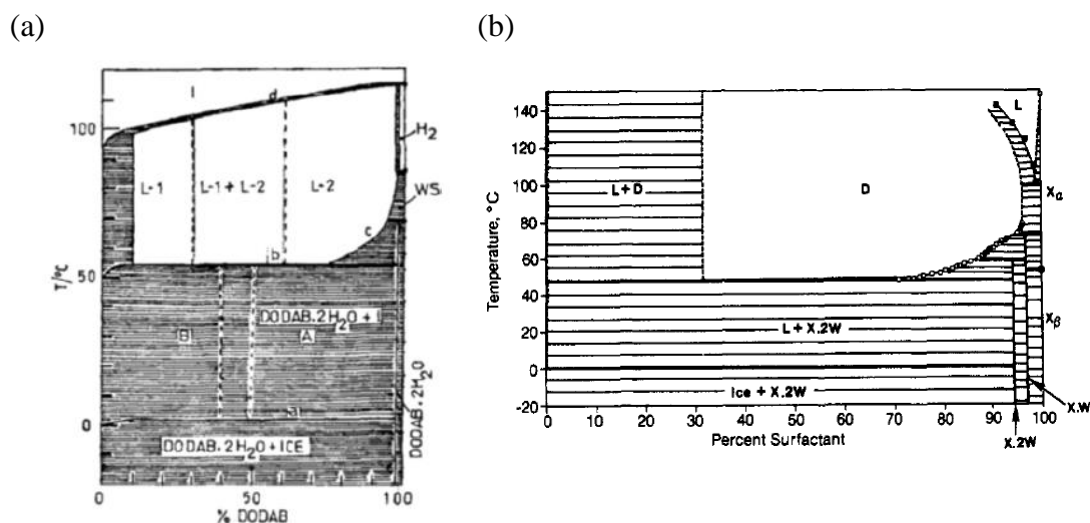 (a)
(b)
d
100
L-1
L-1 + L-2
L-2
H2
WS
c
b
T/°C
50
DODAB.2H2O + I
B
A
DODAB.2H2O
a
0
DODAB.2H2O + ICE
0
50
100
% DODAB
Temperature, °C
140
120
100
80
60
40
20
0
-20
L
L + D
D
Xα
Xβ
L + X.2W
Ice + X.2W
X.W
0
10
20
30
40
50
60
70
80
90
100
Percent Surfactant
X.2W